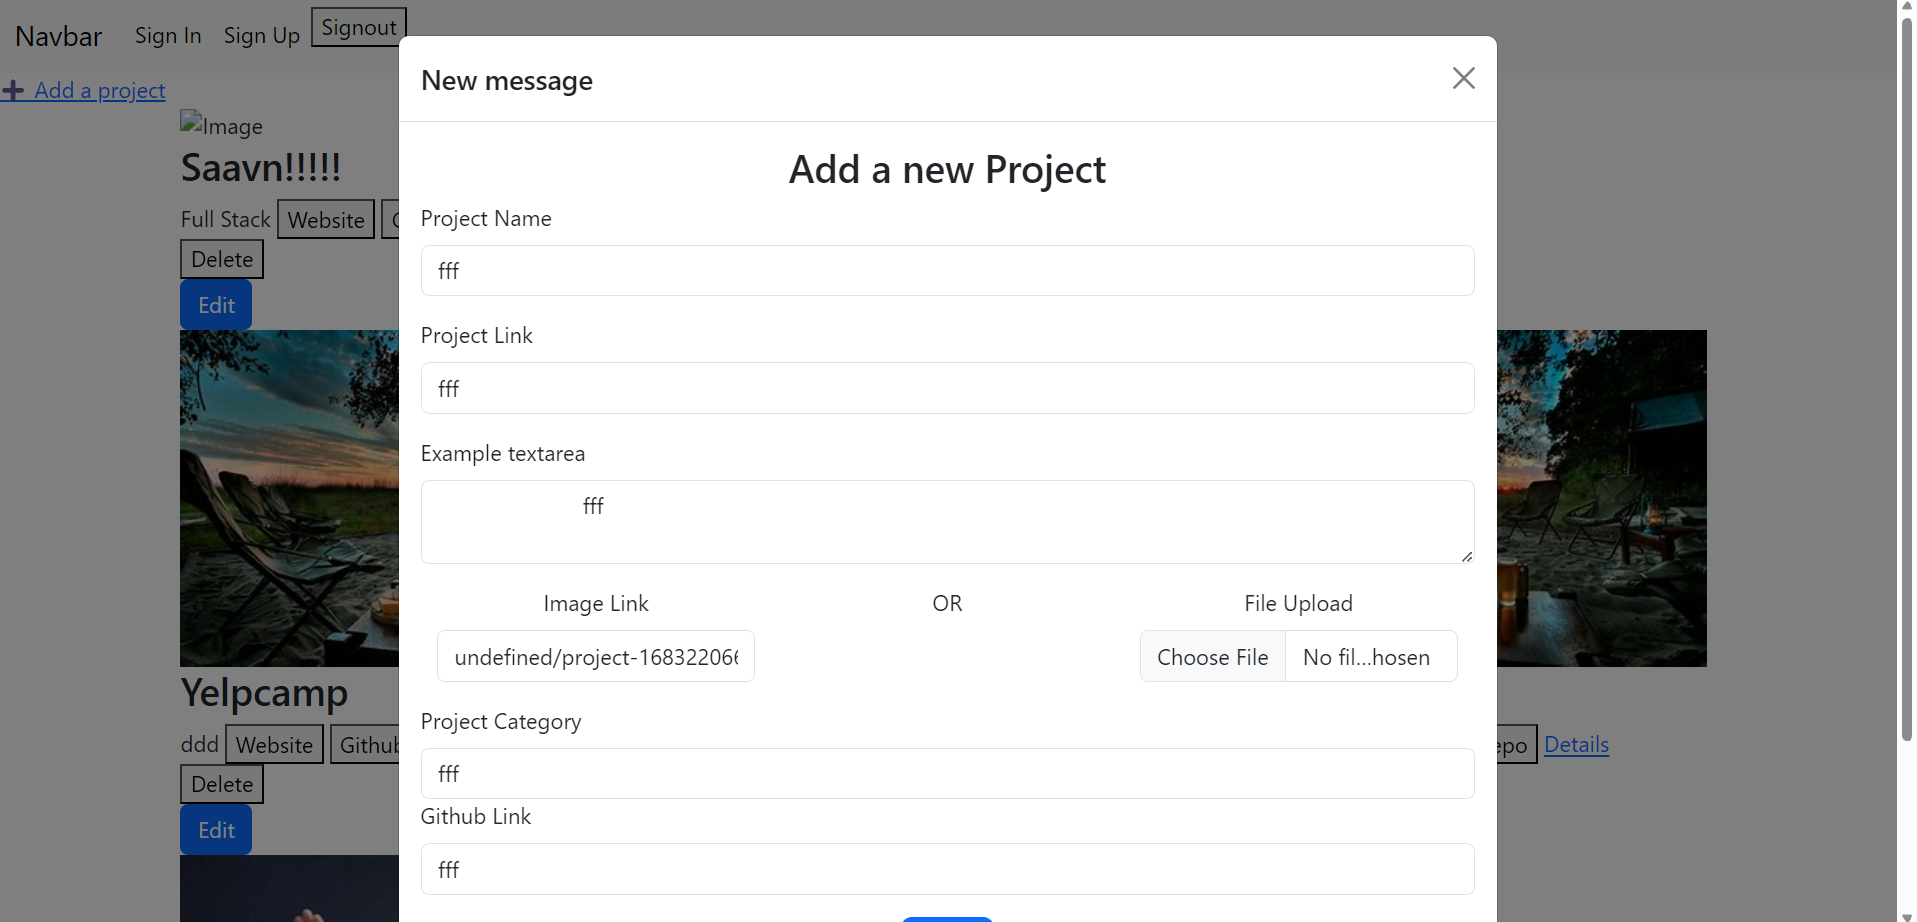 Navbar Sign In Sign Up Signout
Add a project
Image
Saavn!!!!!
Full Stack Website
Delete
Edit
Yelpcamp
ddd Website Github
Delete
Edit
epo Details
New message
Add a new Project
Project Name
fff
Project Link
fff
Example textarea
fff
Image Link OR File Upload
undefined/project-168322066 Choose File No fil...hosen
Project Category
fff
Github Link
fff